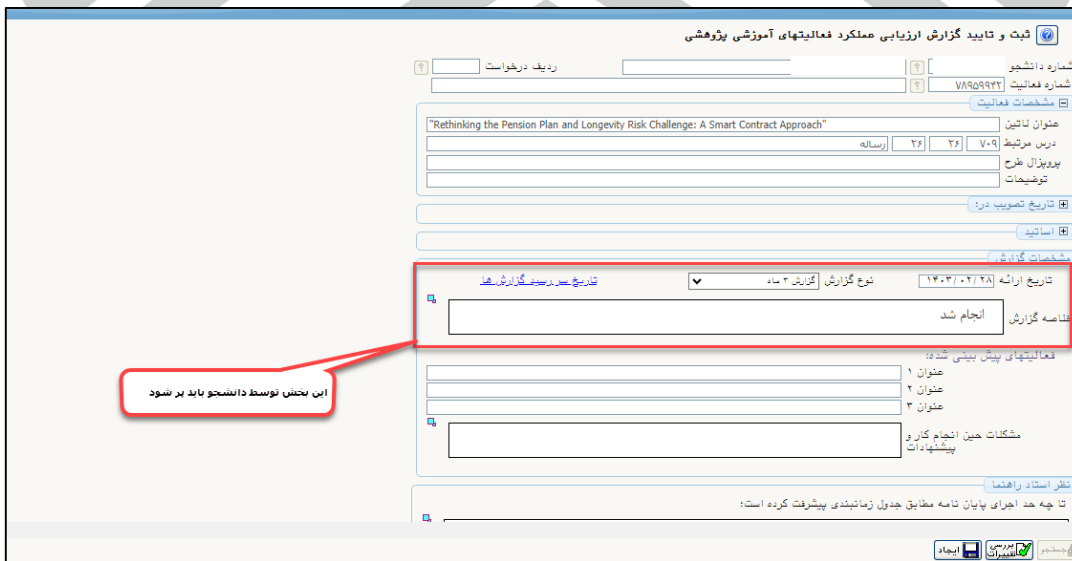 ثبت و تایید گزارش ارزیابی عملکرد فعالیتهای آموزشی پژوهشی
شماره دانشجو ردیف درخواست
شماره فعالیت ۷۸۹۵۹۹۴۲
مشخصات فعالیت
عنوان لاتین "Rethinking the Pension Plan and Longevity Risk Challenge: A Smart Contract Approach"
درس مرتبط ۷۰۹ ۲۶ ۲۶ رساله
پروپزال طرح
توضیحات
تاریخ تصویب در:
اساتید
مشخصات گزارش
تاریخ ارائه ۱۴۰۳/۰۲/۲۸ نوع گزارش گزارش ۳ ماه تاریخ سر رسید گزارش ها
خلاصه گزارش انجام شد
فعالیتهای پیش بینی شده:
عنوان ۱
عنوان ۲
عنوان ۳
این بخش توسط دانشجو باید پر شود
مشکلات حین انجام کار و
پیشنهادات
نظر استاد راهنما
تا چه حد اجرای پایان نامه مطابق جدول زمانبندی پیشرفت کرده است:
جستجو بررسی تغییرات ایجاد